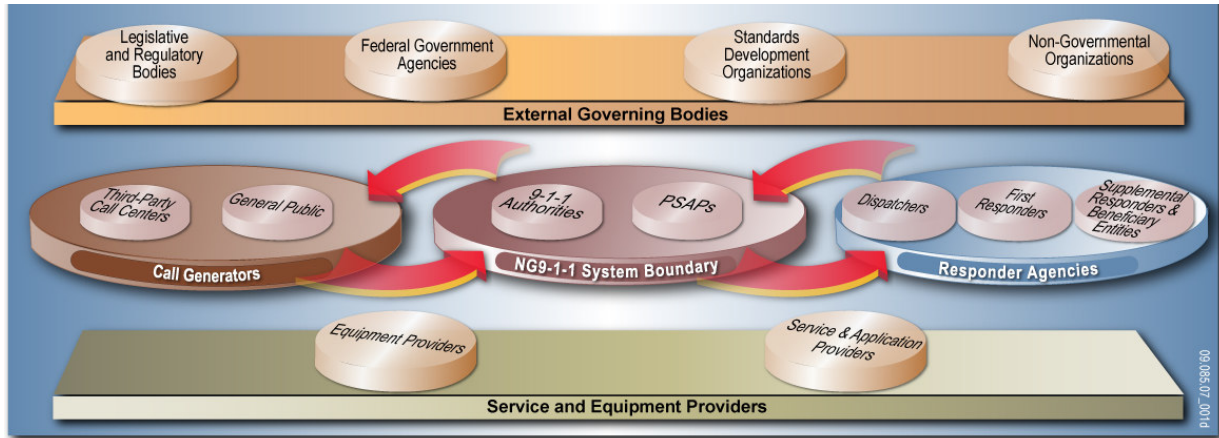 Legislative
and Regulatory
Bodies
Federal Government
Agencies
Standards
Development
Organizations
Non-Governmental
Organizations
External Governing Bodies
Third-Party
Call Centers
General Public
Call Generators
9-1-1
Authorities
PSAPs
NG9-1-1 System Boundary
Dispatchers
First
Responders
Supplemental
Responders &
Beneficiary
Entities
Responder Agencies
Equipment Providers
Service & Application
Providers
Service and Equipment Providers
09.085.07_001d